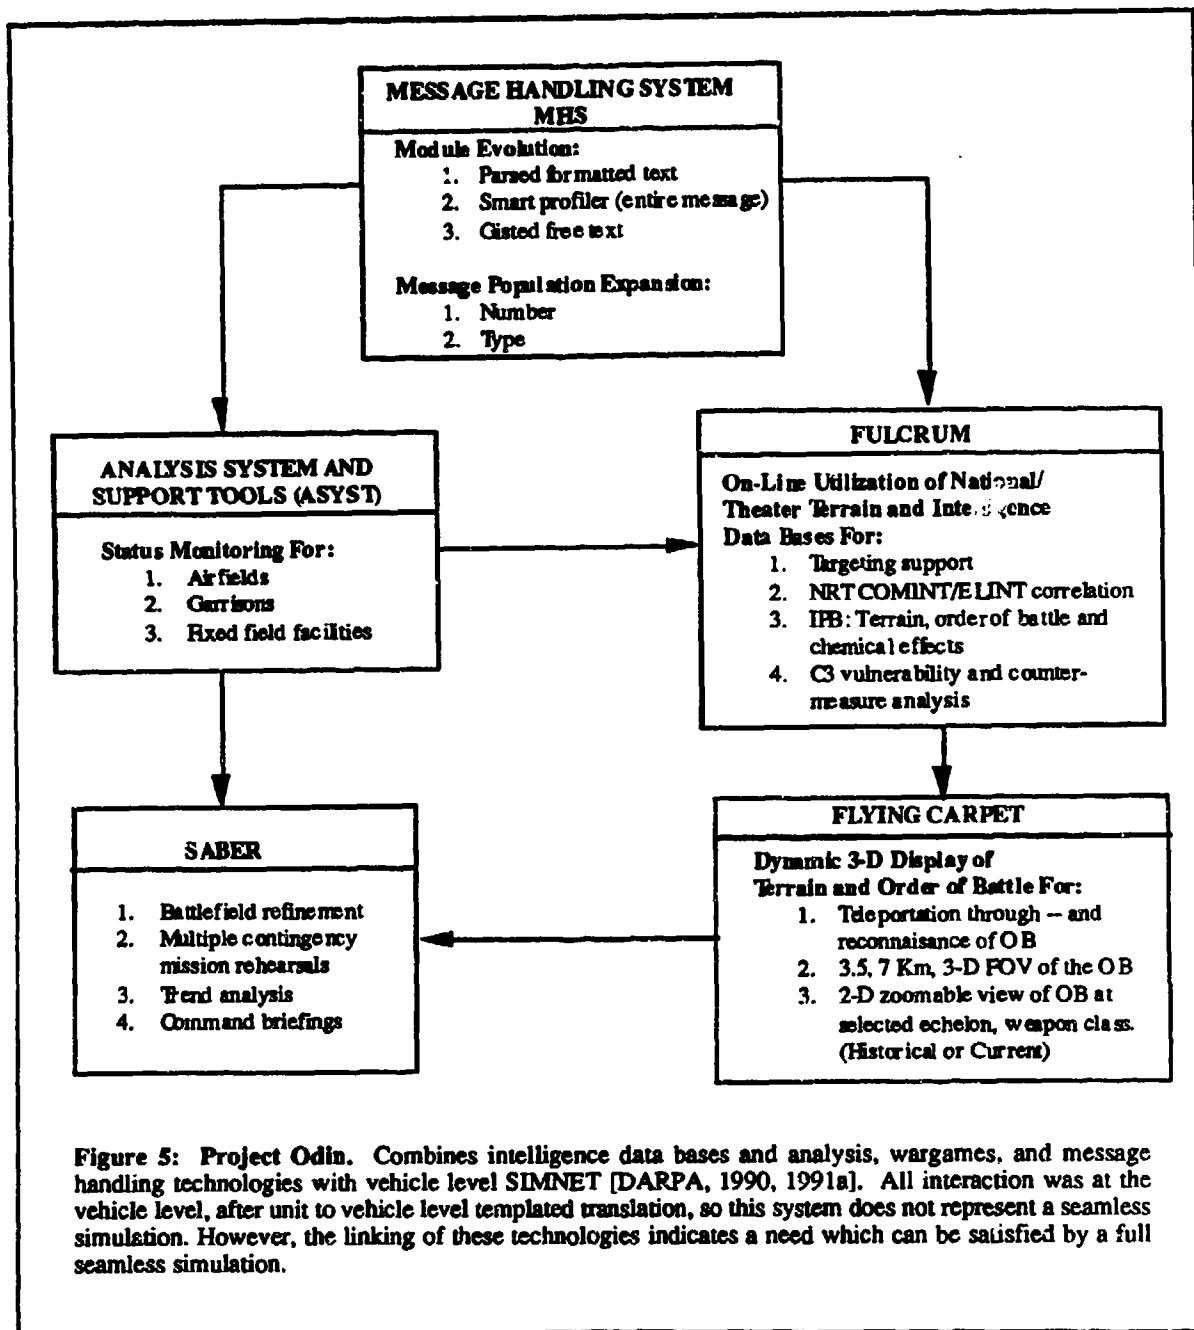 MESSAGE HANDLING SYSTEM
MHS
Module Evolution:
1. Parsed formatted text
2. Smart profiler (entire message)
3. Gisted free text
Message Population Expansion:
1. Number
2. Type
ANALYSIS SYSTEM AND
SUPPORT TOOLS (ASYST)
Status Monitoring For:
1. Airfields
2. Garrisons
3. Fixed field facilities
FULCRUM
On-Line Utilization of National/
Theater Terrain and Intelligence
Data Bases For:
1. Targeting support
2. NRT COMINT/ELINT correlation
3. IPB: Terrain, order of battle and
chemical effects
4. C3 vulnerability and counter-
measure analysis
SABER
1. Battlefield refinement
2. Multiple contingency
mission rehearsals
3. Trend analysis
4. Command briefings
FLYING CARPET
Dynamic 3-D Display of
Terrain and Order of Battle For:
1. Teleportation through -- and
reconnaisance of OB
2. 3.5, 7 Km, 3-D FOV of the OB
3. 2-D zoomable view of OB at
selected echelon, weapon class.
(Historical or Current)
Figure 5: Project Odin. Combines intelligence data bases and analysis, wargames, and message
handling technologies with vehicle level SIMNET [DARPA, 1990, 1991a]. All interaction was at the
vehicle level, after unit to vehicle level templated translation, so this system does not represent a seamless
simulation. However, the linking of these technologies indicates a need which can be satisfied by a full
seamless simulation.